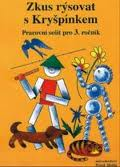 Zkus rýsovat
s Kryšpínkem
Pracovní sešit pro 3. ročník